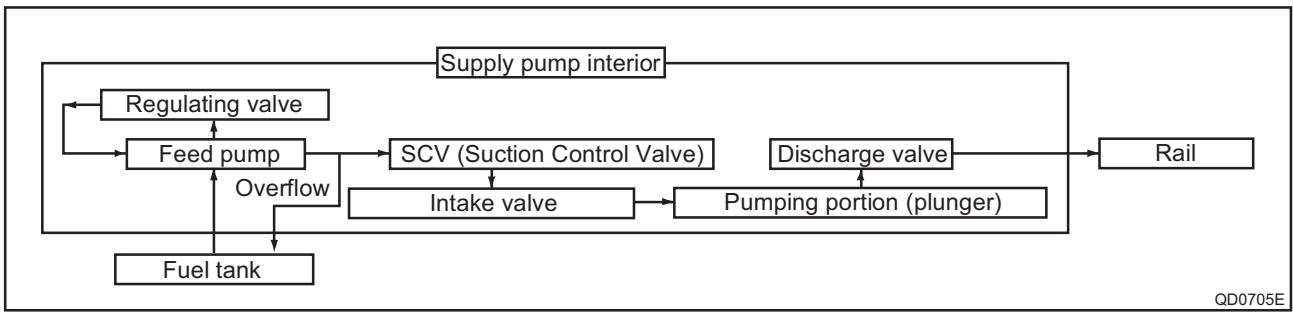 Supply pump interior
Regulating valve
Feed pump
SCV (Suction Control Valve)
Discharge valve
Rail
Overflow
Intake valve
Pumping portion (plunger)
Fuel tank
QD0705E